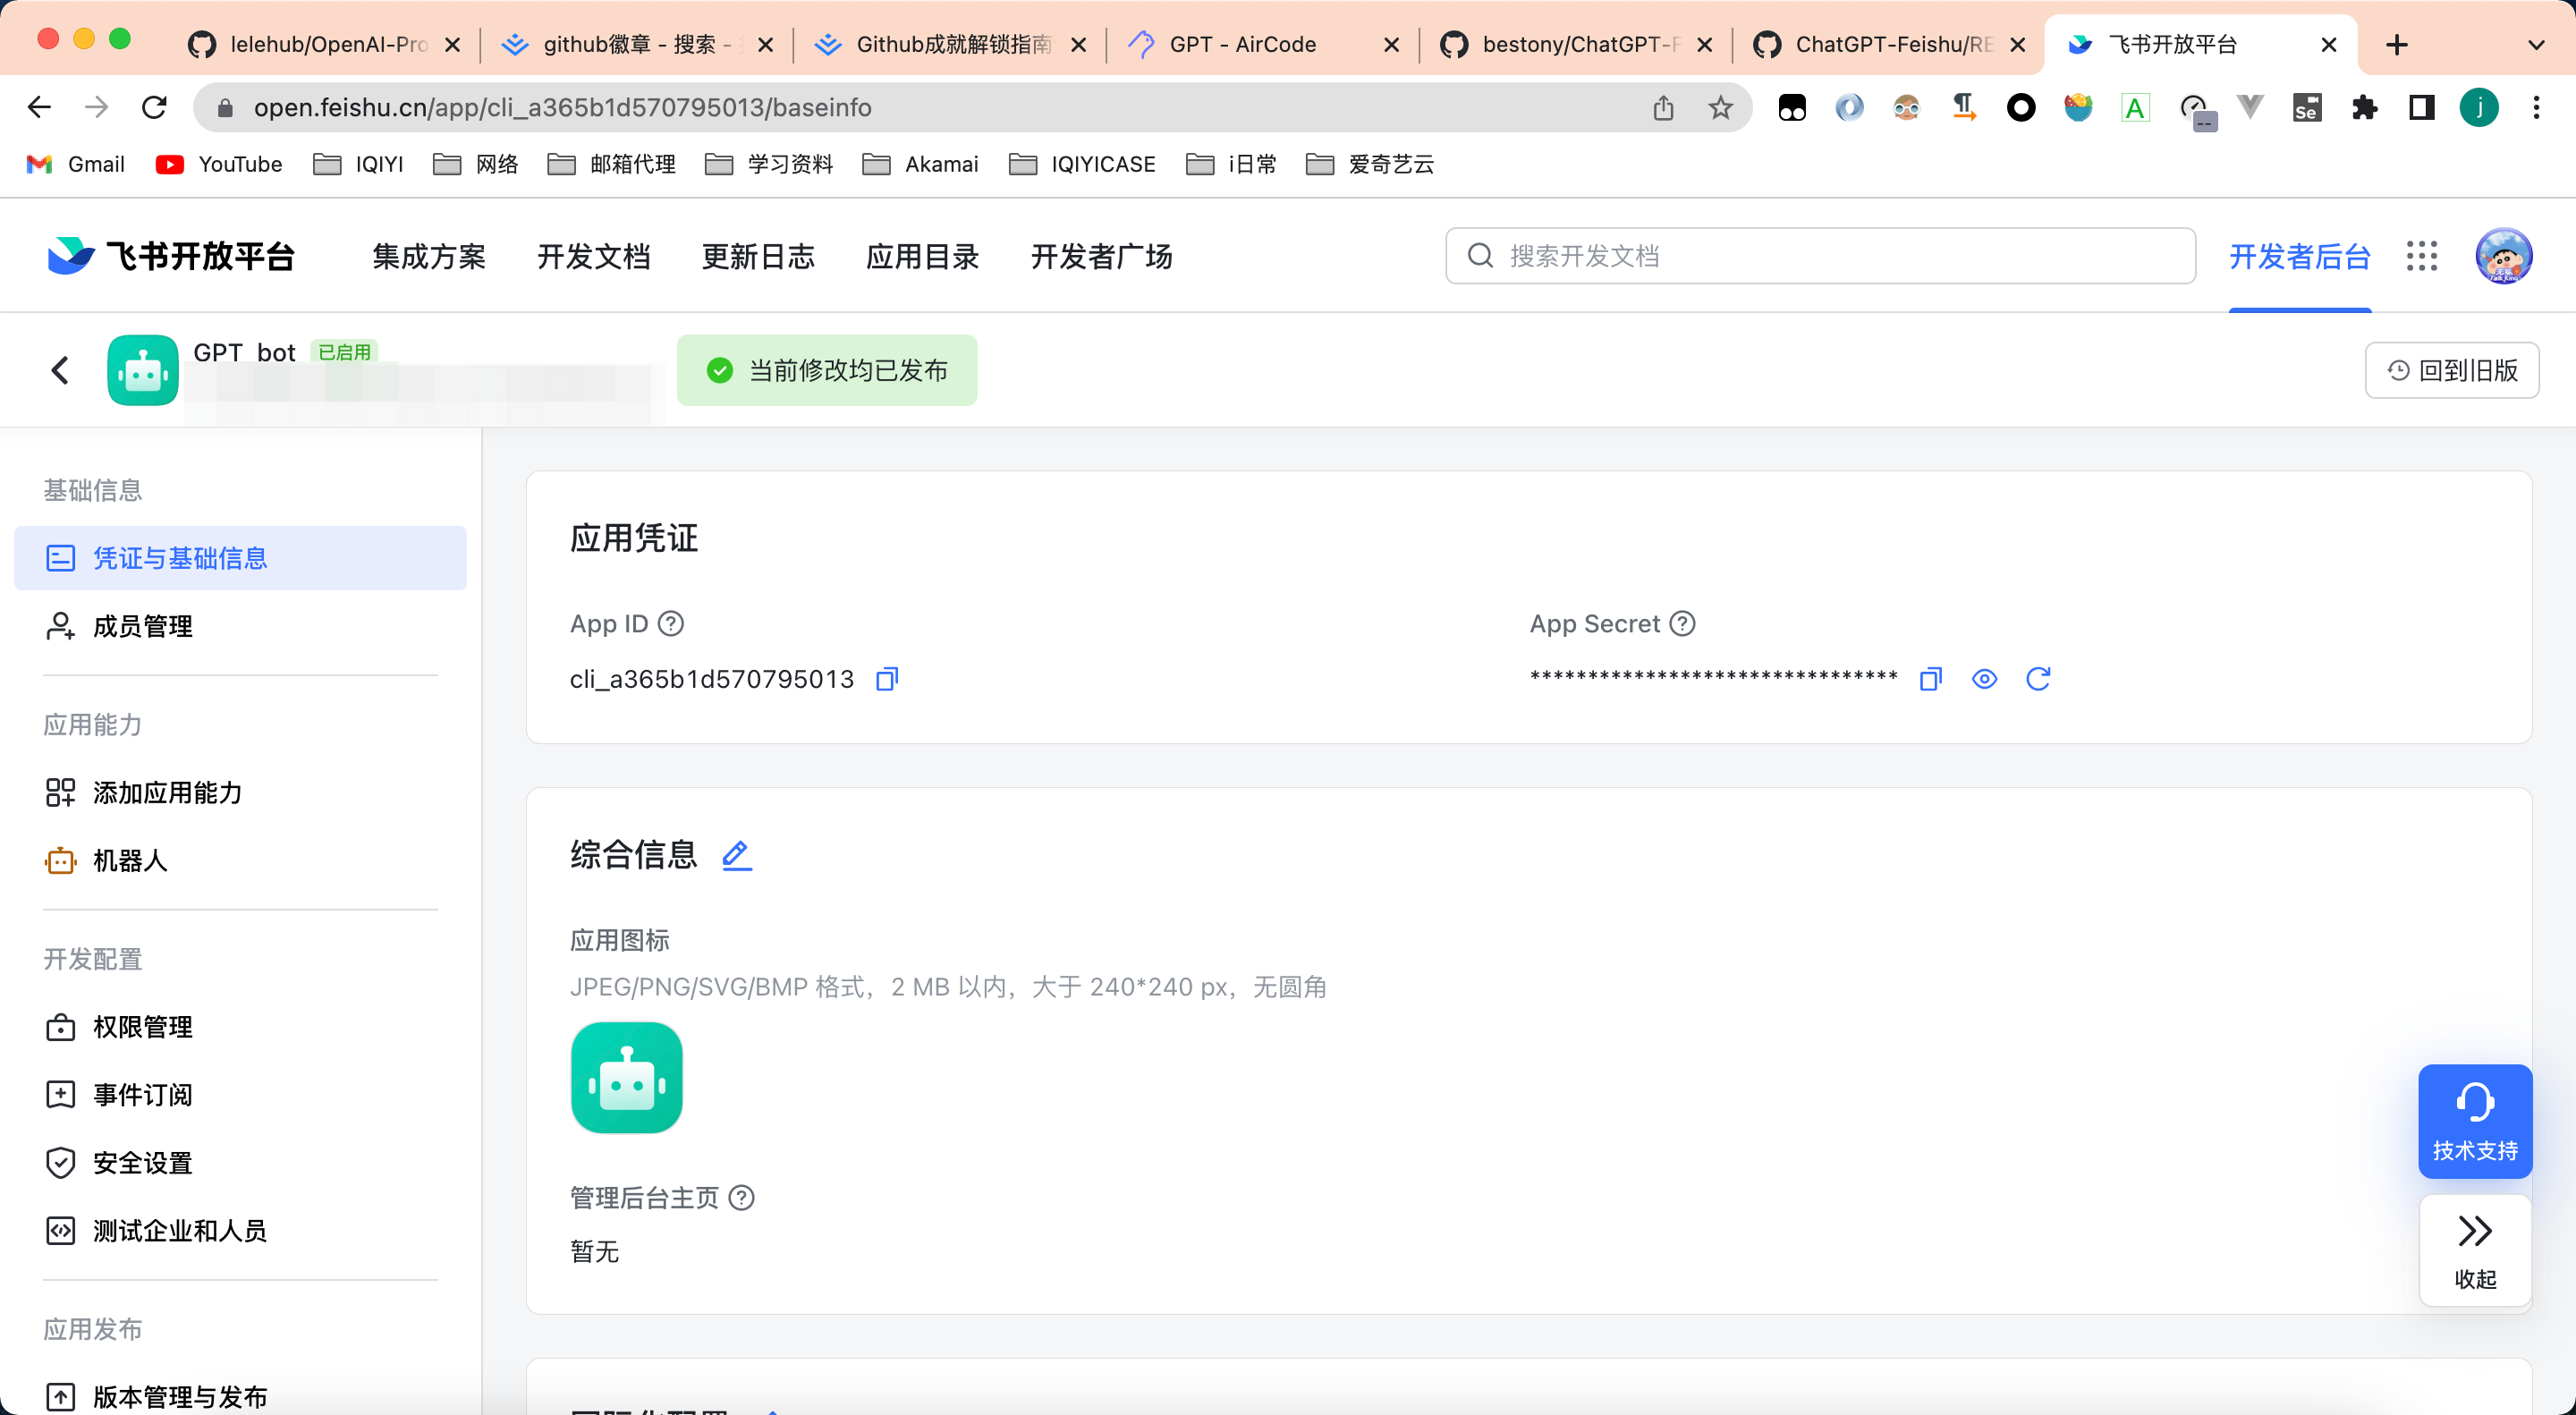 lelehub/OpenAI-Pro
github徽章 - 搜索 -
Github成就解锁指南
GPT - AirCode
bestony/ChatGPT-F
ChatGPT-Feishu/RE
飞书开放平台
open.feishu.cn/app/cli_a365b1d570795013/baseinfo
A
Se
j
Gmail
YouTube
IQIYI
网络
邮箱代理
学习资料
Akamai
IQIYICASE
i日常
爱奇艺云
飞书开放平台
集成方案
开发文档
更新日志
应用目录
开发者广场
搜索开发文档
开发者后台
GPT bot
已启用
当前修改均已发布
回到旧版
基础信息
凭证与基础信息
成员管理
应用能力
添加应用能力
机器人
开发配置
权限管理
事件订阅
安全设置
测试企业和人员
应用发布
版本管理与发布
应用凭证
App ID
App Secret
cli_a365b1d570795013
********************************
综合信息
应用图标
JPEG/PNG/SVG/BMP 格式，2 MB 以内，大于 240*240 px，无圆角
管理后台主页
暂无
技术支持
收起